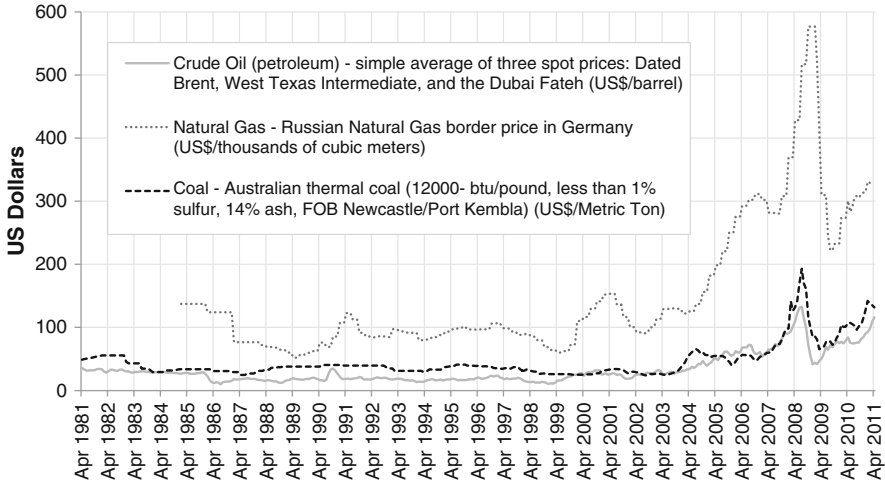 600
500
400
300
200
100
0
US Dollars
Crude Oil (petroleum) - simple average of three spot prices: Dated
Brent, West Texas Intermediate, and the Dubai Fateh (US$/barrel)
Natural Gas - Russian Natural Gas border price in Germany
(US$/thousands of cubic meters)
Coal - Australian thermal coal (12000- btu/pound, less than 1%
sulfur, 14% ash, FOB Newcastle/Port Kembla) (US$/Metric Ton)
Apr 1981
Apr 1982
Apr 1983
Apr 1984
Apr 1985
Apr 1986
Apr 1987
Apr 1988
Apr 1989
Apr 1990
Apr 1991
Apr 1992
Apr 1993
Apr 1994
Apr 1995
Apr 1996
Apr 1997
Apr 1998
Apr 1999
Apr 2000
Apr 2001
Apr 2002
Apr 2003
Apr 2004
Apr 2005
Apr 2006
Apr 2007
Apr 2008
Apr 2009
Apr 2010
Apr 2011